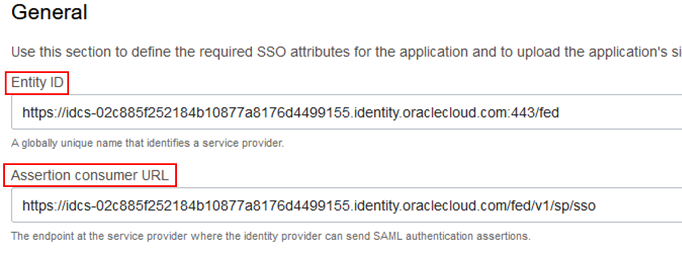 General
Use this section to define the required SSO attributes for the application and to upload the application's si
Entity ID
https://idcs-02c885f252184b10877a8176d4499155.identity.oraclecloud.com:443/fed
A globally unique name that identifies a service provider.
Assertion consumer URL
https://idcs-02c885f252184b10877a8176d4499155.identity.oraclecloud.com/fed/v1/sp/sso
The endpoint at the service provider where the identity provider can send SAML authentication assertions.